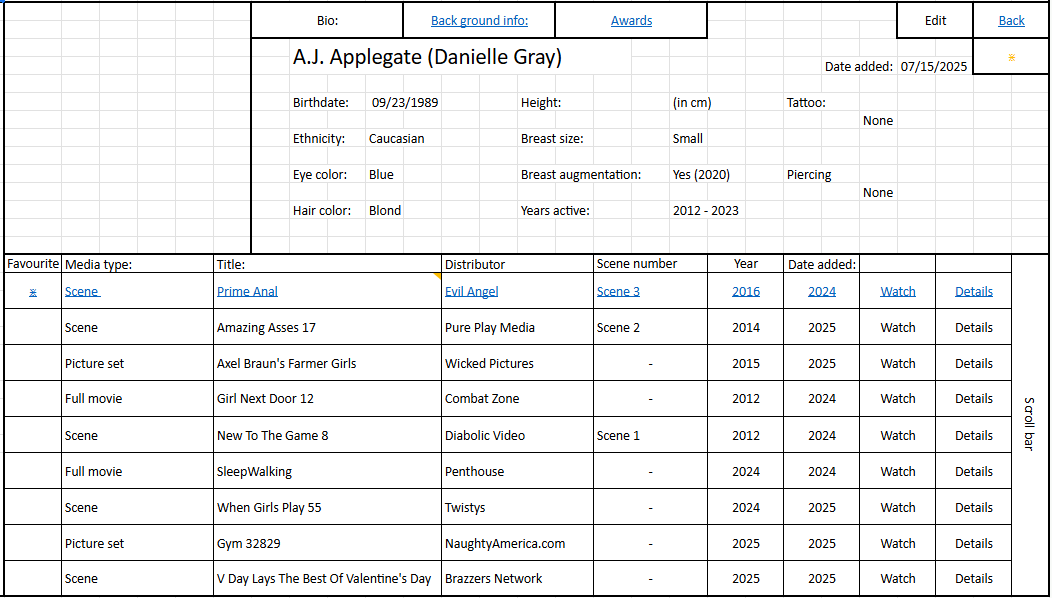 Bio: Back ground info: Awards Edit Back
A.J. Applegate (Danielle Gray)
Date added: 07/15/2025 ※
Birthdate: 09/23/1989 Height: (in cm) Tattoo:
None
Ethnicity: Caucasian Breast size: Small
Eye color: Blue Breast augmentation: Yes (2020) Piercing
None
Hair color: Blond Years active: 2012 - 2023
Favourite Media type: Title: Distributor Scene number Year Date added:
※ Scene Prime Anal Evil Angel Scene 3 2016 2024 Watch Details
Scene Amazing Asses 17 Pure Play Media Scene 2 2014 2025 Watch Details
Picture set Axel Braun's Farmer Girls Wicked Pictures - 2015 2025 Watch Details
Full movie Girl Next Door 12 Combat Zone - 2012 2024 Watch Details
Scene New To The Game 8 Diabolic Video Scene 1 2012 2024 Watch Details
Full movie SleepWalking Penthouse - 2024 2024 Watch Details
Scene When Girls Play 55 Twistys - 2024 2025 Watch Details
Picture set Gym 32829 NaughtyAmerica.com - 2025 2025 Watch Details
Scene V Day Lays The Best Of Valentine's Day Brazzers Network - 2025 2025 Watch Details
Scroll bar